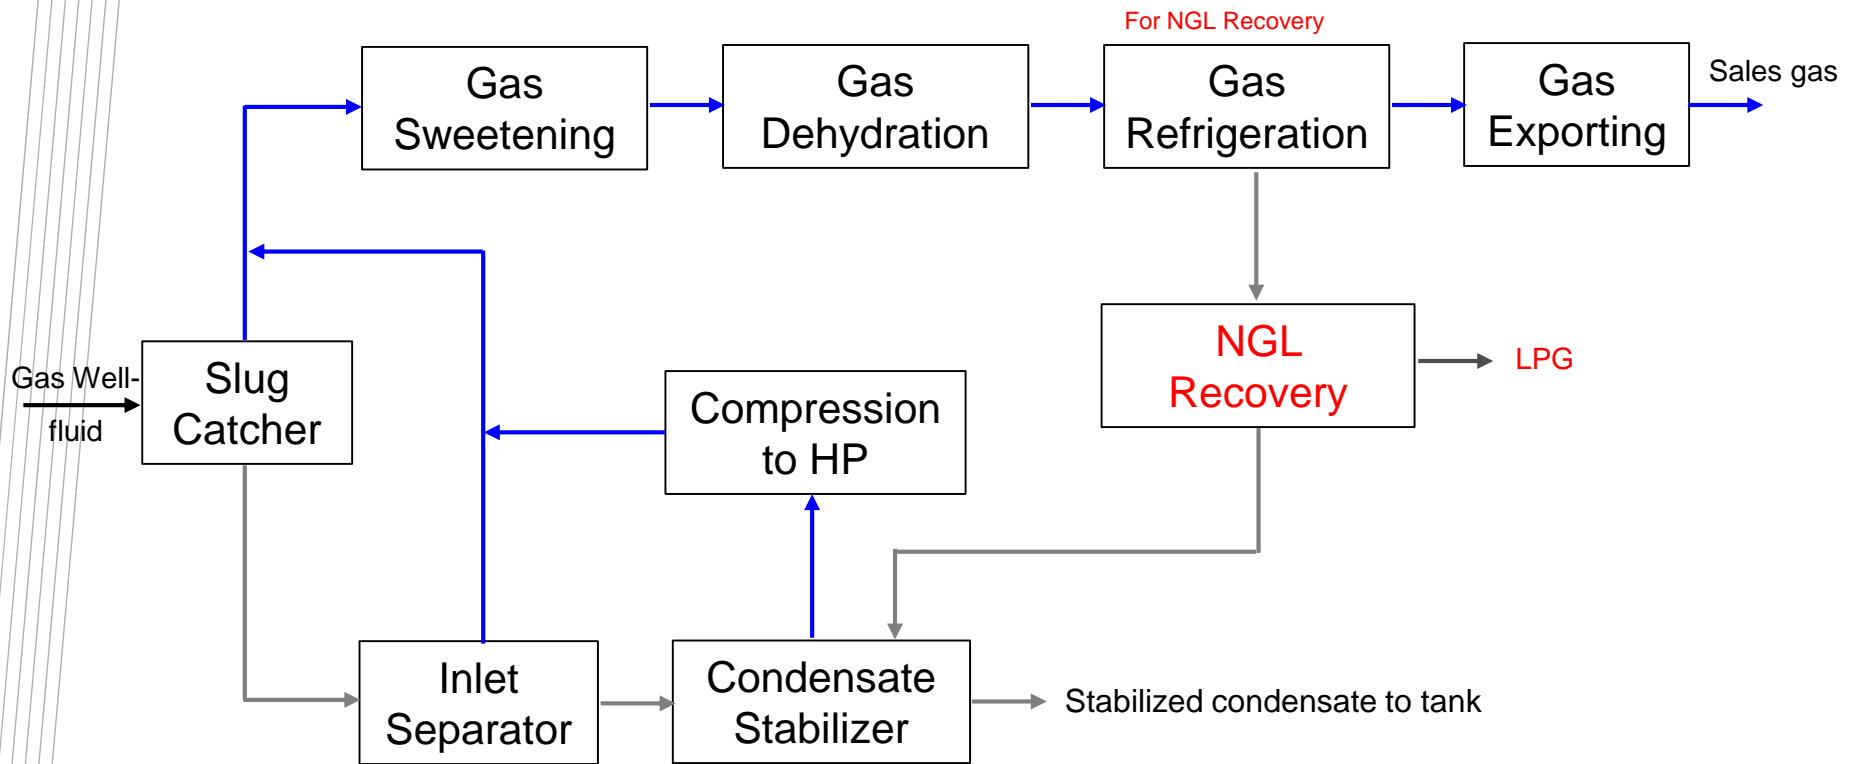 For NGL Recovery
Gas
Sweetening
Gas
Dehydration
Gas
Refrigeration
Gas
Exporting
Sales gas
Gas Well-
fluid
Slug
Catcher
Compression
to HP
NGL
Recovery
LPG
Inlet
Separator
Condensate
Stabilizer
Stabilized condensate to tank